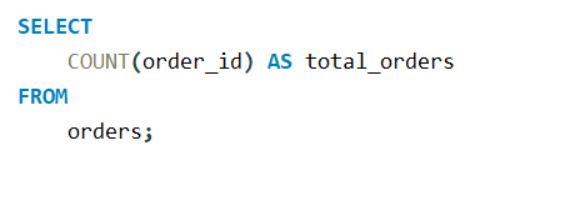 SELECT
    COUNT(order_id) AS total_orders
FROM
    orders;